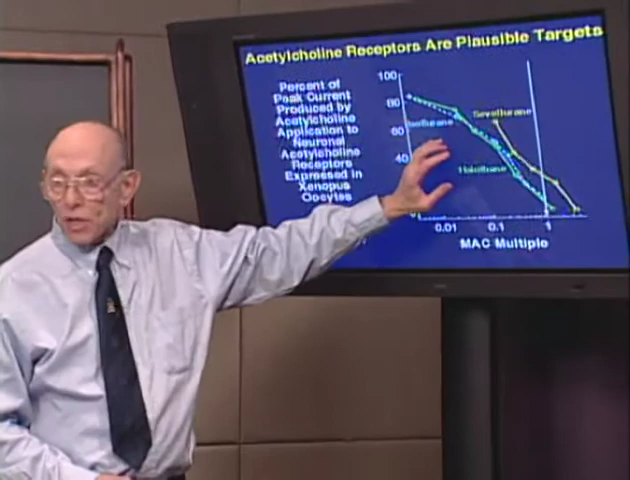 Acetylcholine Receptors Are Plausible Targets
Percent of
Peak Current
Produced by
Acetylcholine
Application to
Neuronal
Acetylcholine
Receptors
Expressed in
Xenopus
Oocytes
100
80
60
40
0
Sevoflurane
Isoflurane
Halothane
0.01
0.1
1
MAC Multiple